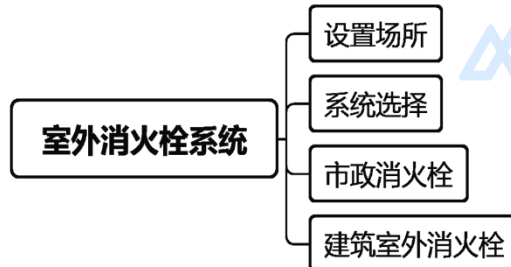 设置场所
系统选择
室外消火栓系统
市政消火栓
建筑室外消火栓